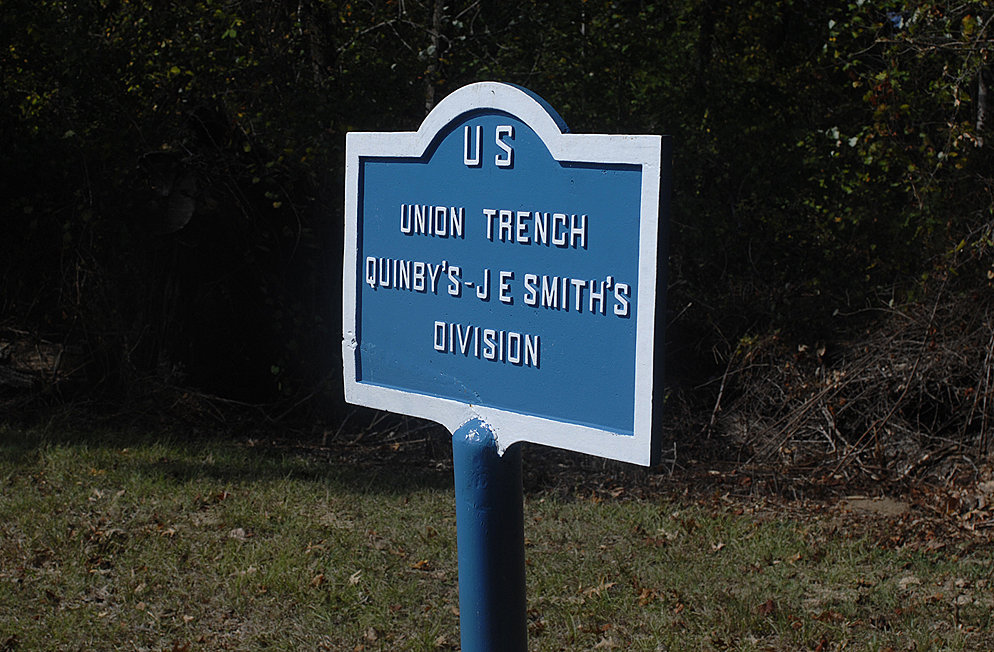 US
UNION TRENCH
QUINBY'S-J E SMITH'S
DIVISION